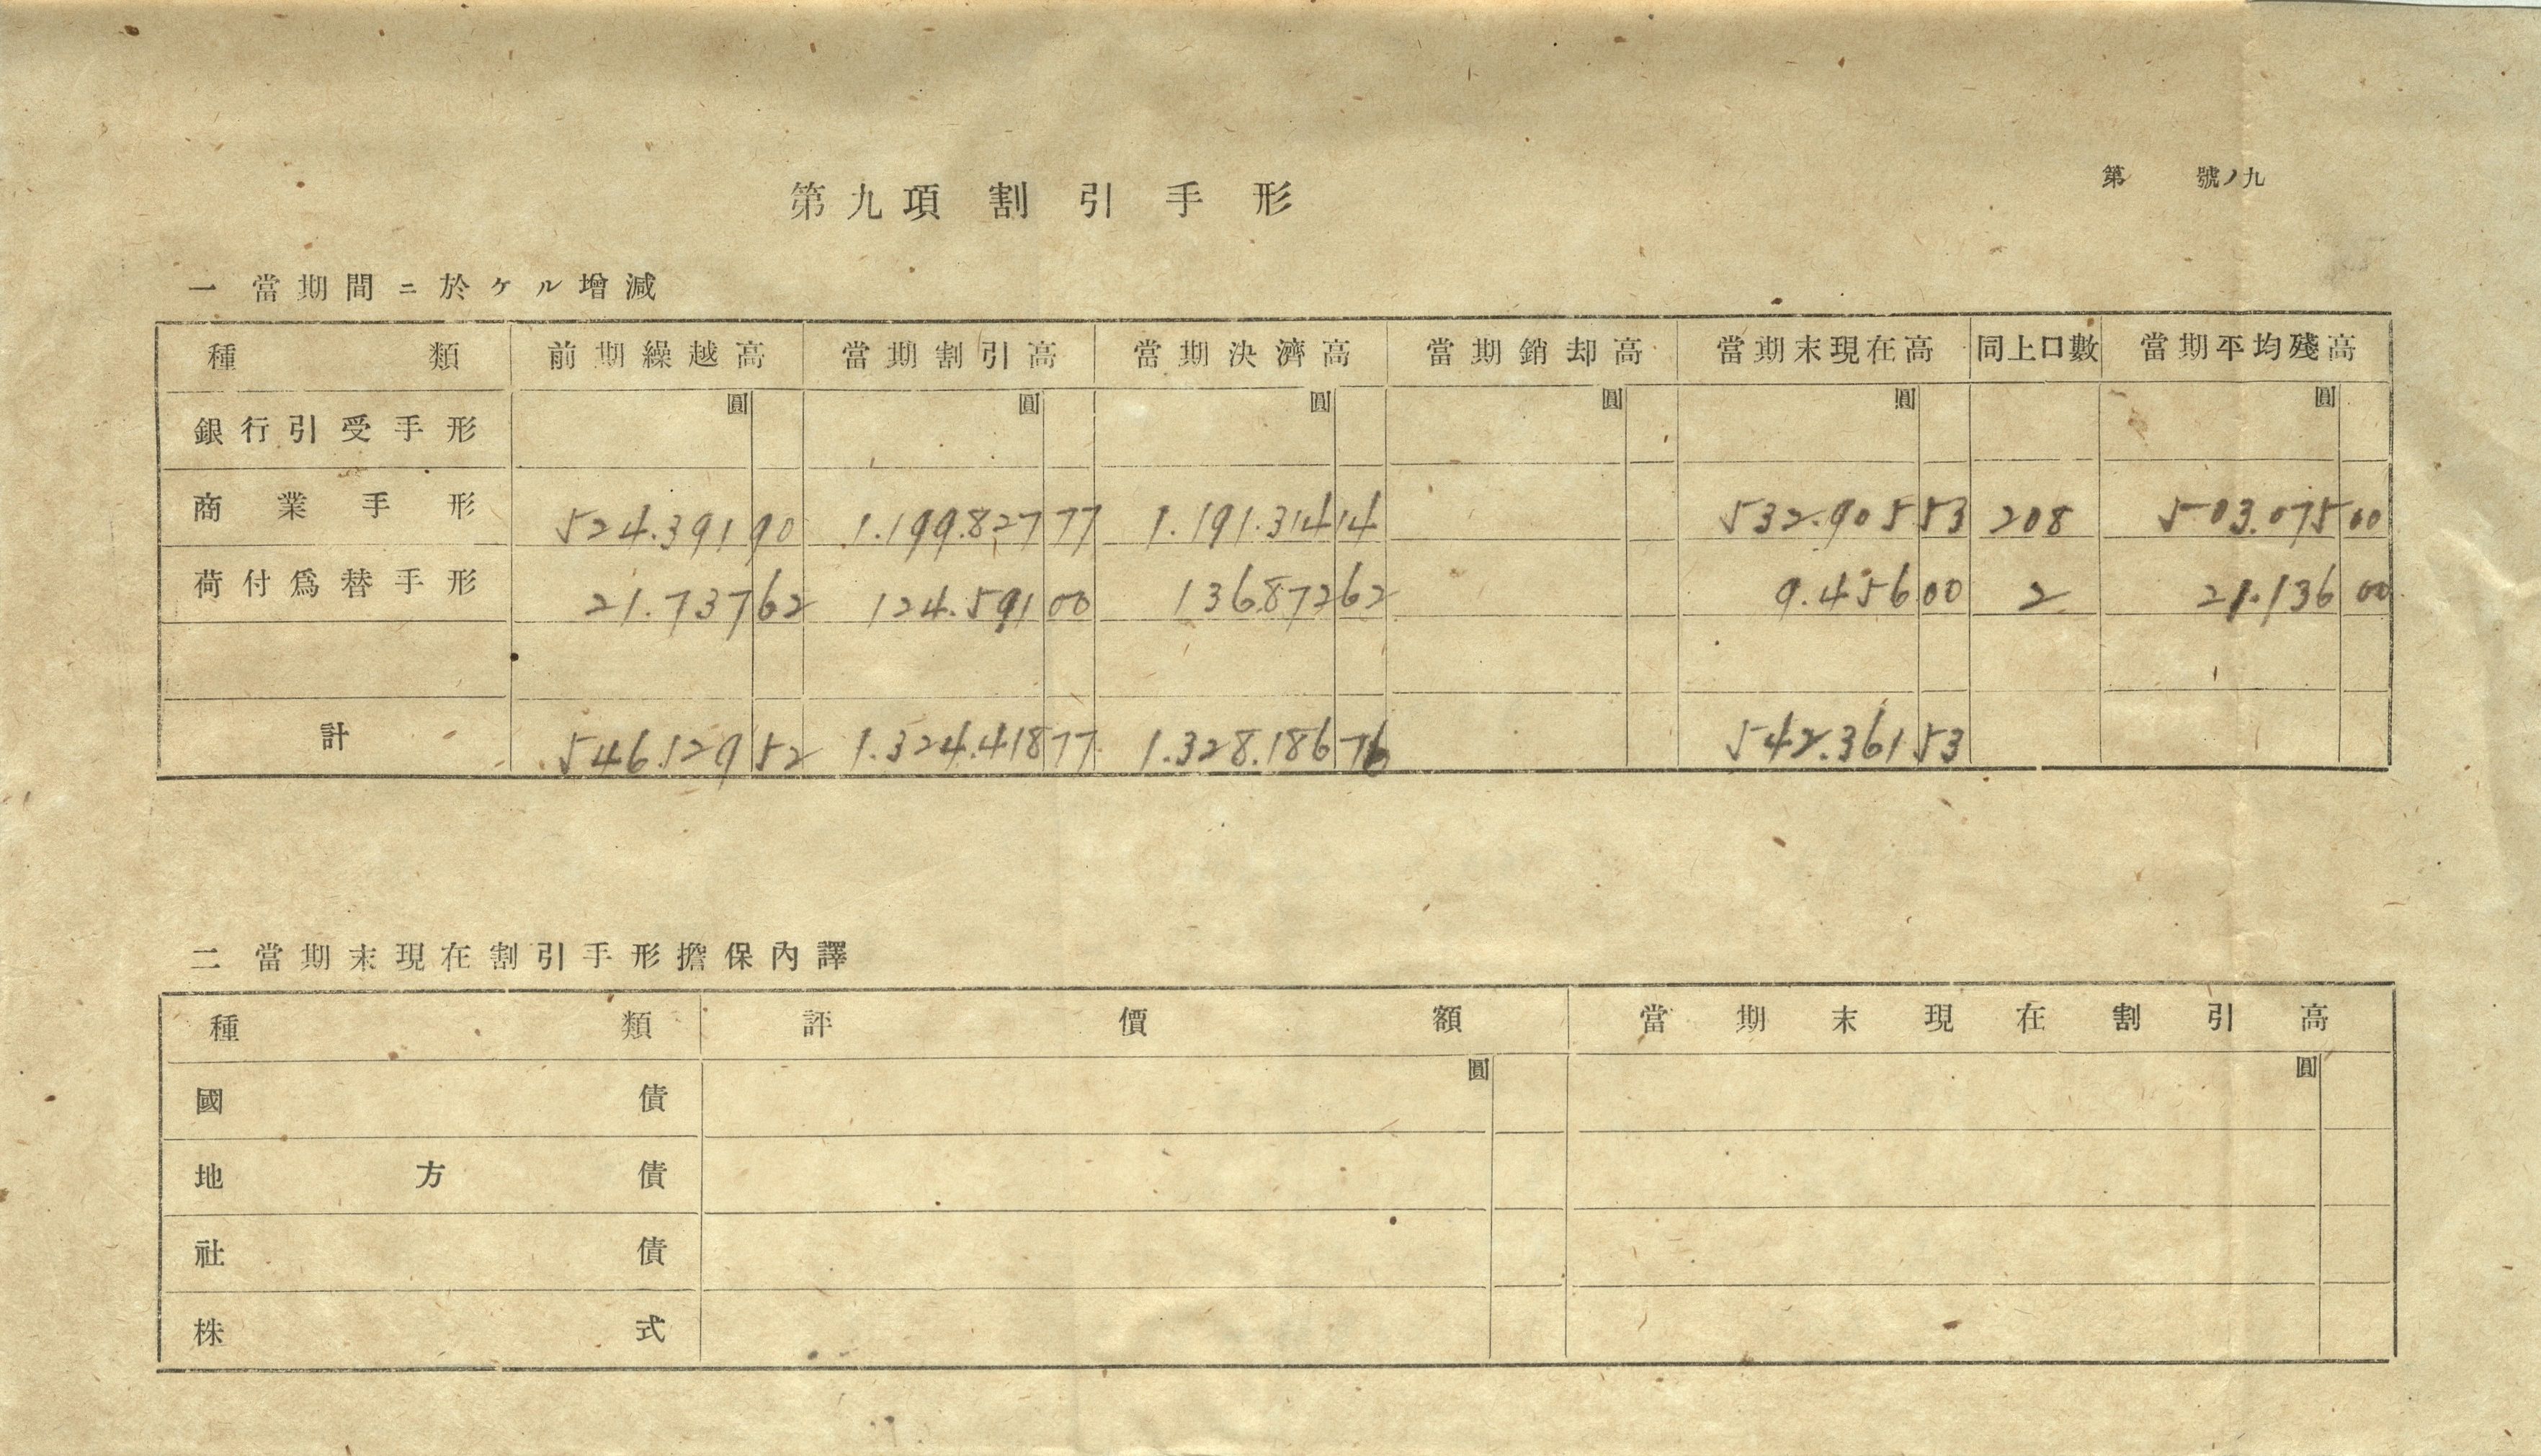 第　號ノ九
第九項 割引手形
一 當期間ニ於ケル增減
種類 前期繰越高 當期割引高 當期決濟高 當期銷却高 當期末現在高 同上口數 當期平均殘高
圓 圓 圓 圓 圓 圓
銀行引受手形
商業手形 524.391 90 1.199.827 77 1.191.314 14 532.905 53 208 503.075 00
荷付爲替手形 21.737 62 124.591 00 136.872 62 9.456 00 2 21.136 00
計 546.129 52 1.324.418 77 1.328.186 76 542.361 53
二 當期末現在割引手形擔保內譯
種類 評價額 當期末現在割引高
圓 圓
國債
地方債
社債
株式